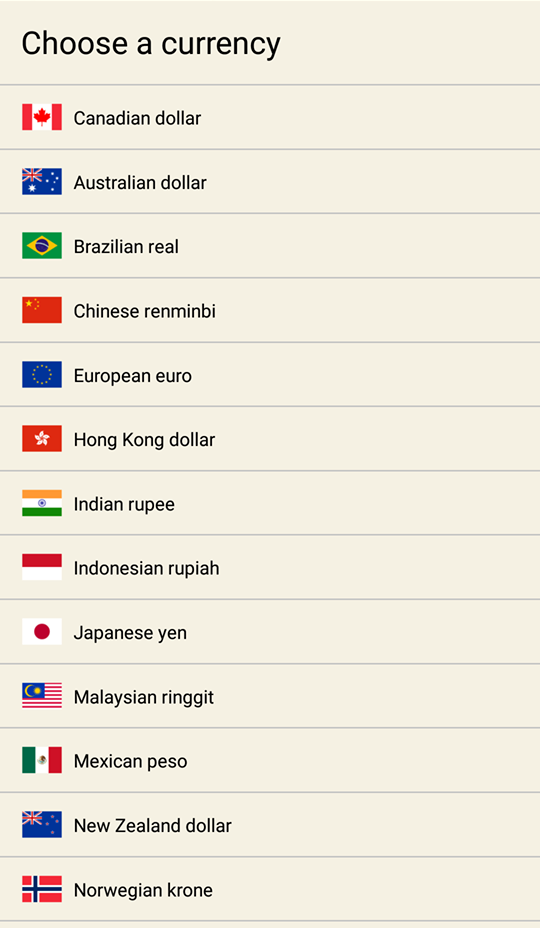 Choose a currency
Canadian dollar
Australian dollar
Brazilian real
Chinese renminbi
European euro
Hong Kong dollar
Indian rupee
Indonesian rupiah
Japanese yen
Malaysian ringgit
Mexican peso
New Zealand dollar
Norwegian krone